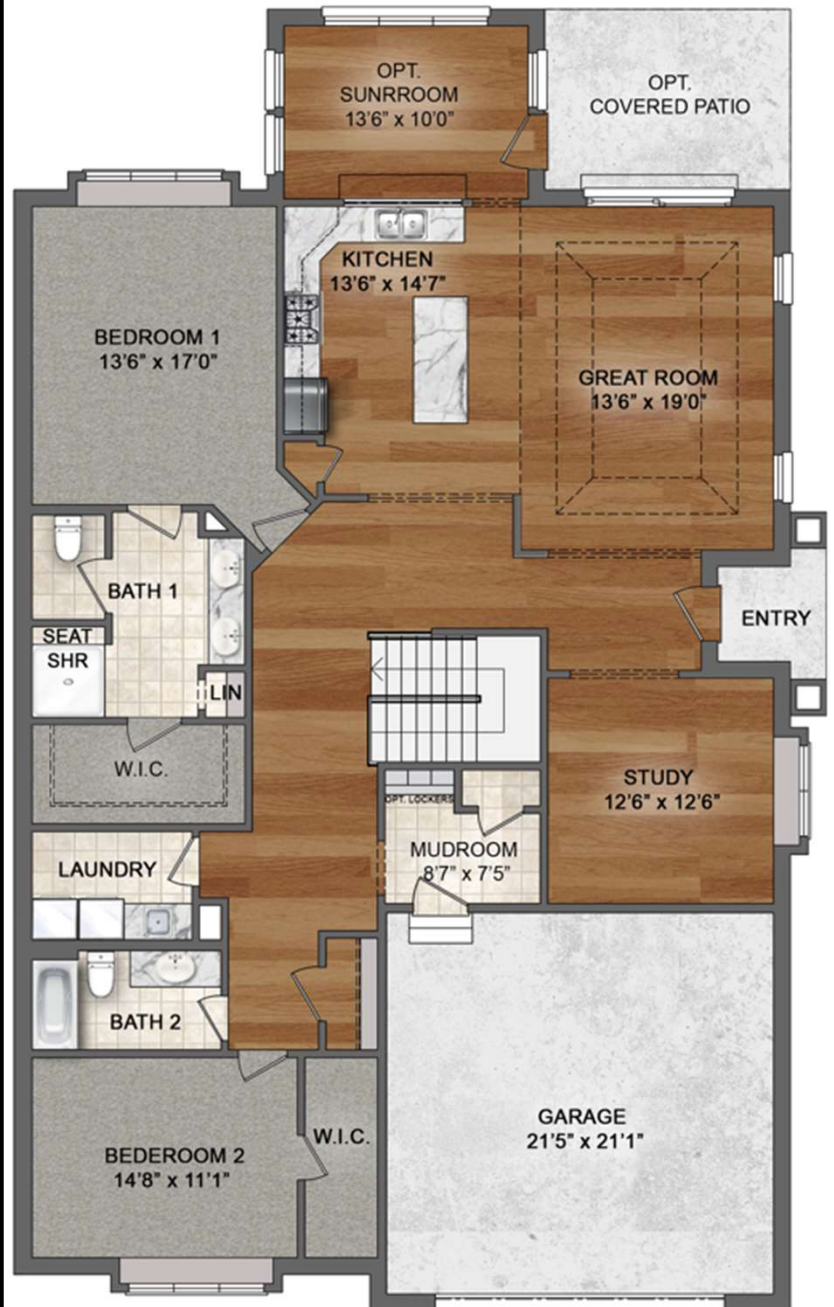 OPT.
SUNRROOM
13'6" x 10'0"
OPT.
COVERED PATIO
KITCHEN
13'6" x 14'7"
BEDROOM 1
13'6" x 17'0"
GREAT ROOM
13'6" x 19'0"
BATH 1
ENTRY
SEAT
SHR
LIN
W.I.C.
STUDY
12'6" x 12'6"
OPT. LOCKERS
MUDROOM
8'7" x 7'5"
LAUNDRY
BATH 2
GARAGE
21'5" x 21'1"
W.I.C.
BEDEROOM 2
14'8" x 11'1"